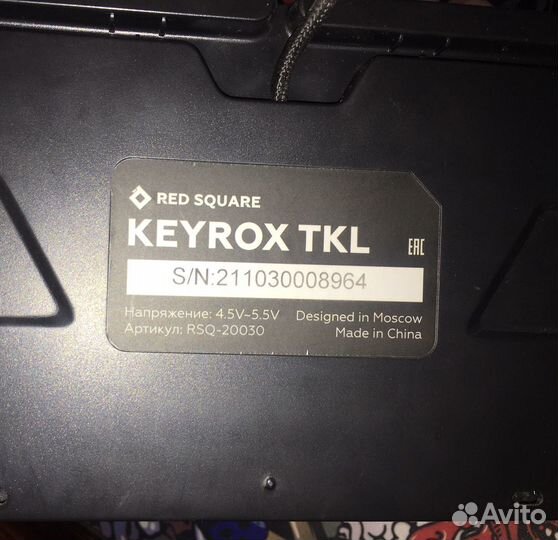 RED SQUARE
KEYROX TKL
EAC
S/N:211030008964
Напряжение: 4.5V~5.5V Designed in Moscow
Артикул: RSQ-20030 Made in China
Avito